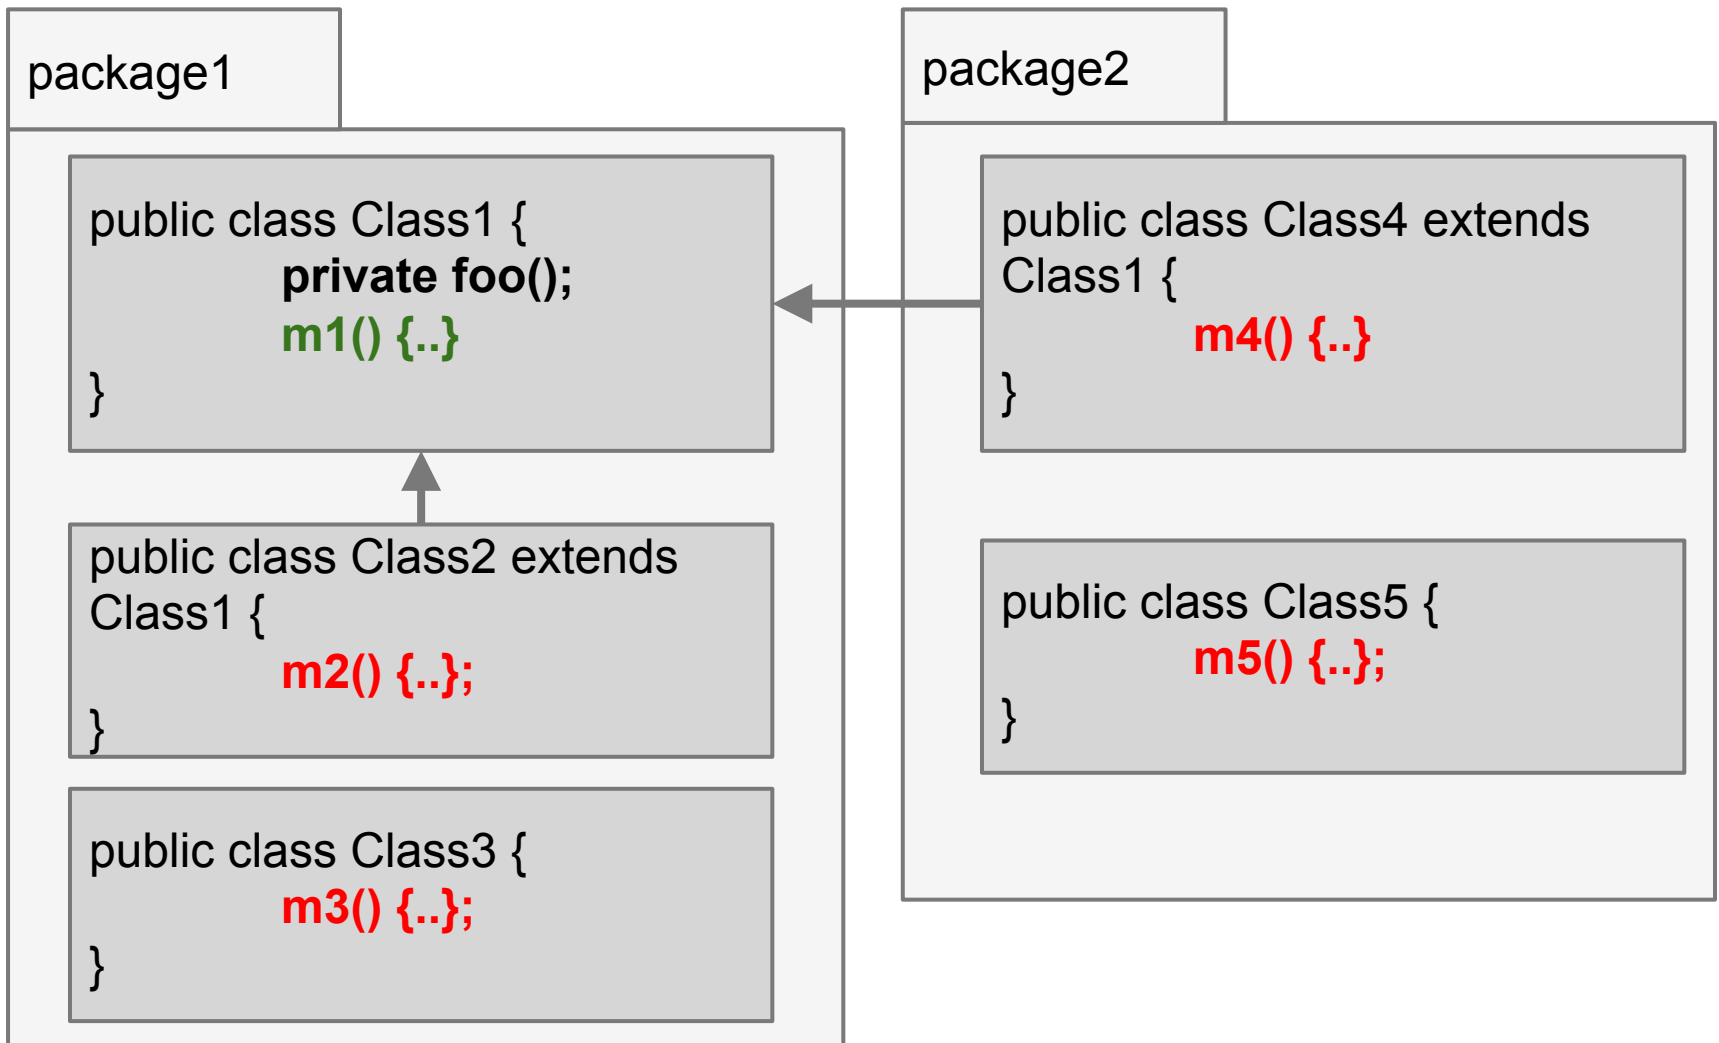 package1
public class Class1 {
private foo();
m1() {..}
}
public class Class2 extends
Class1 {
m2() {..};
}
public class Class3 {
m3() {..};
}
package2
public class Class4 extends
Class1 {
m4() {..}
}
public class Class5 {
m5() {..};
}